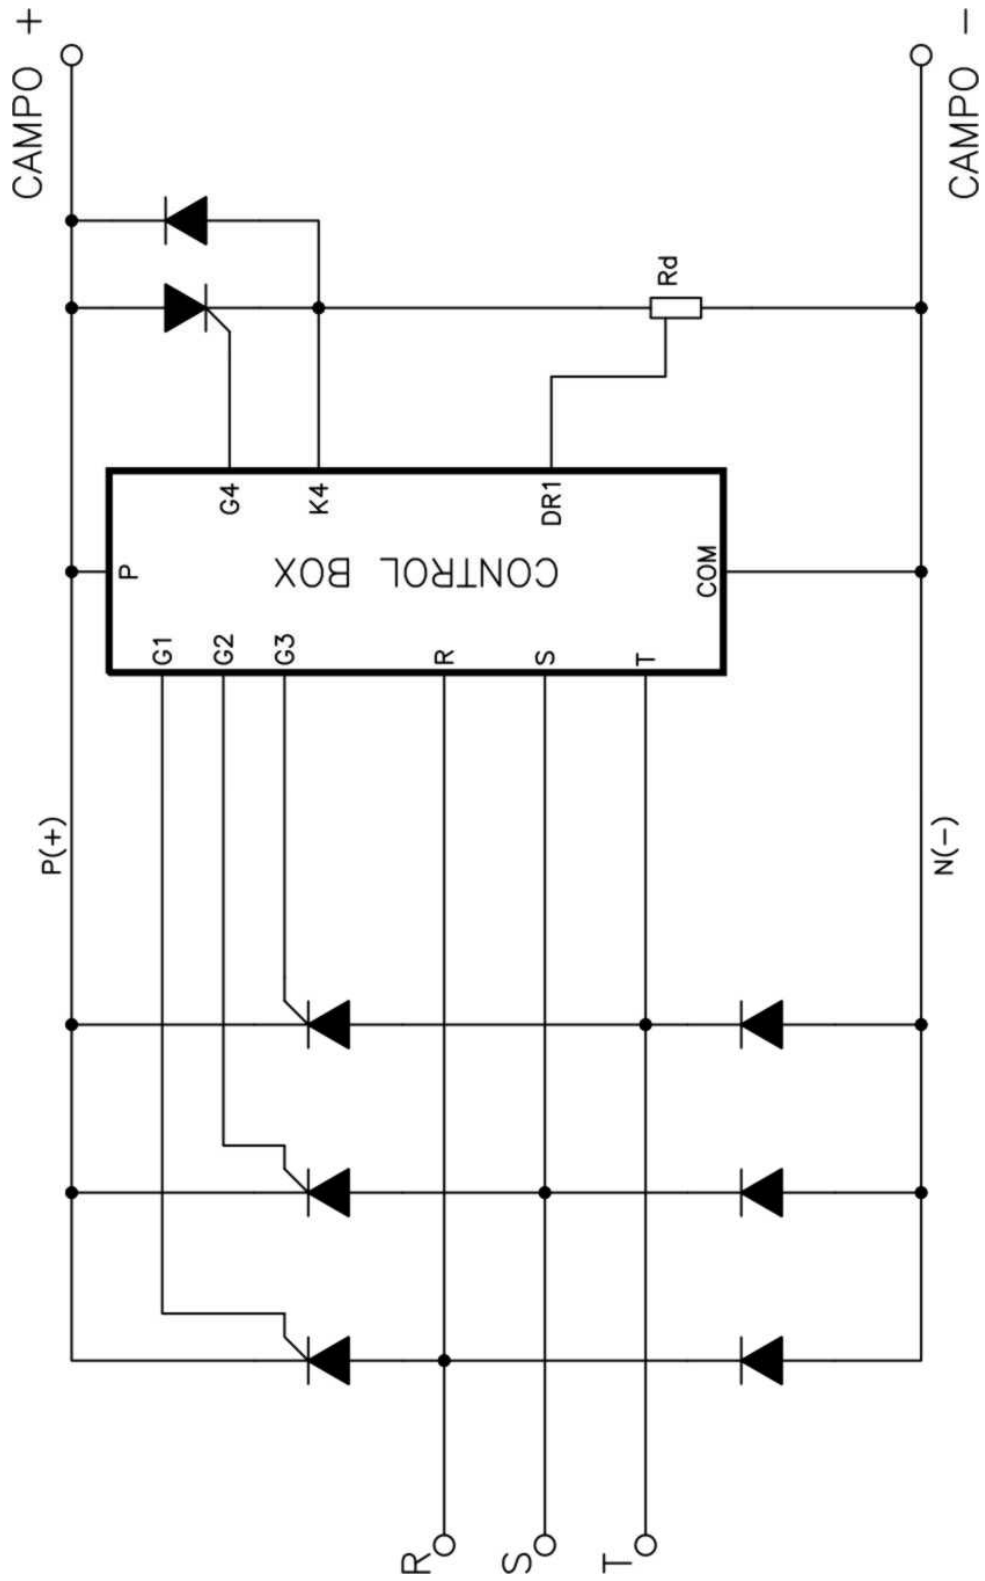 CAMPO +
CAMPO -
Rd
G4
K4
DR1
P
CONTROL BOX
COM
G1
G2
G3
R
S
T
P(+)
N(-)
R
S
T